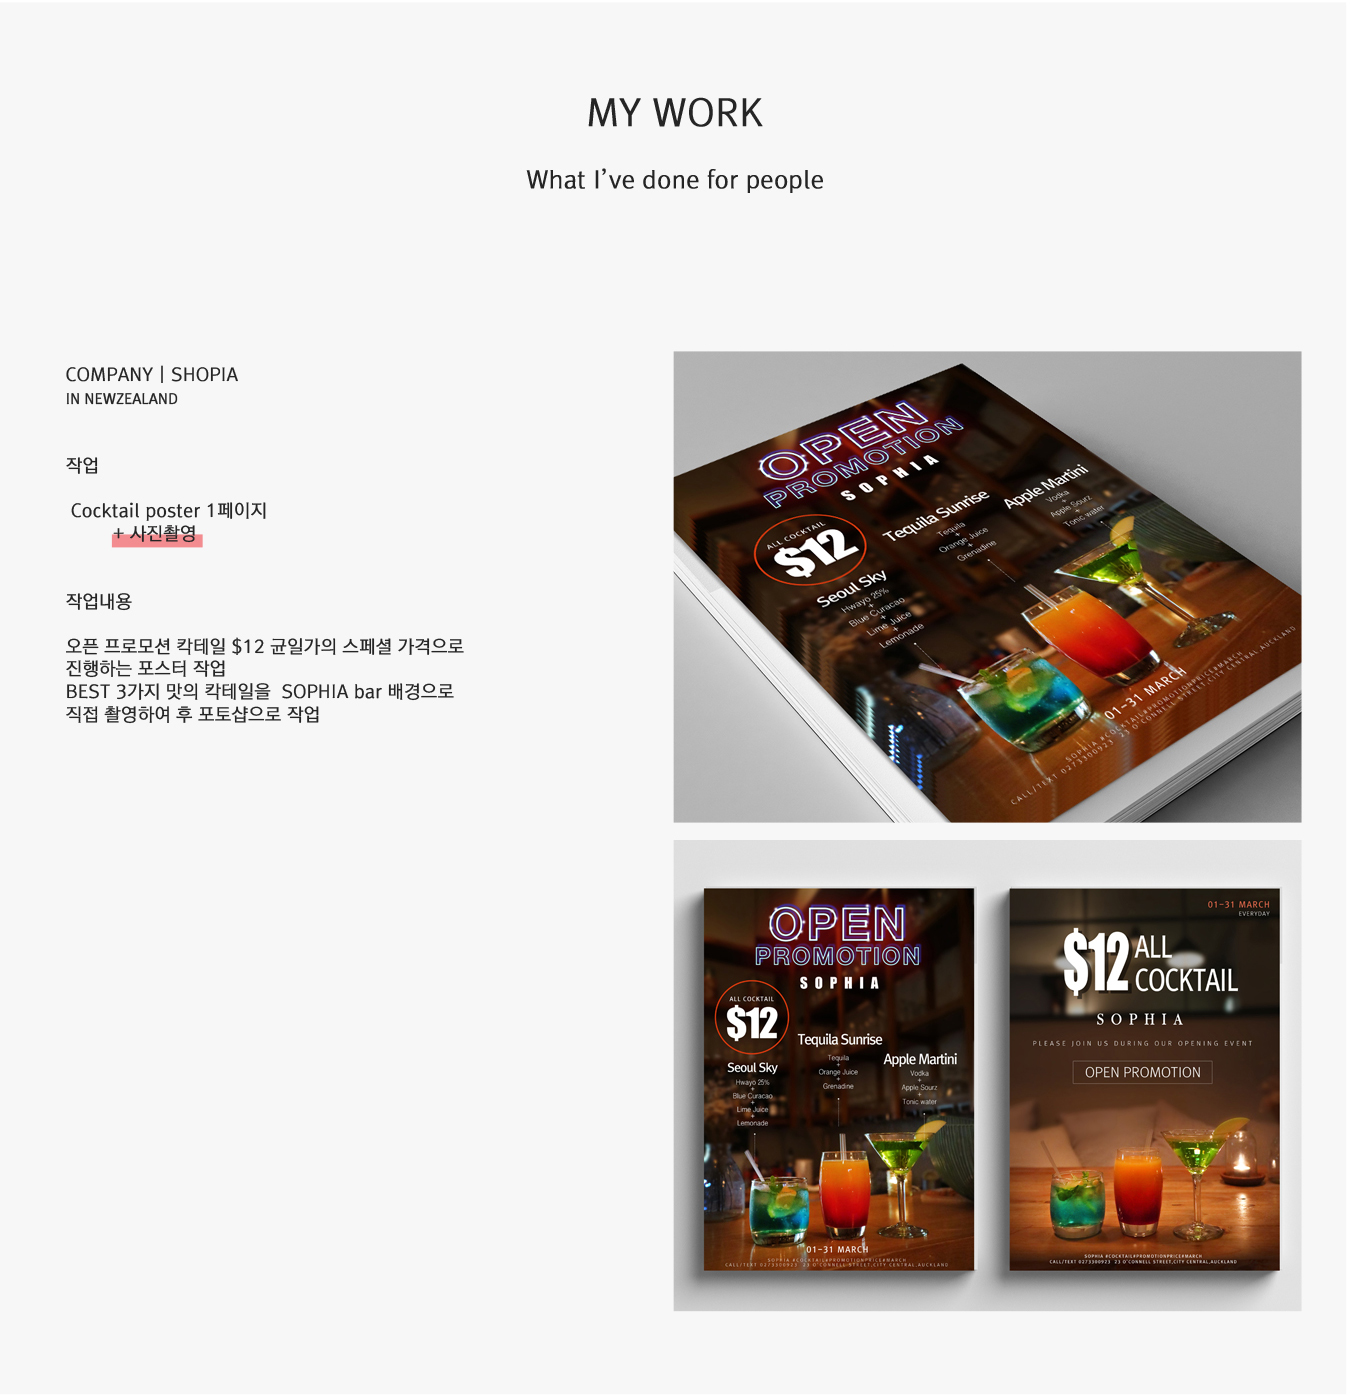 MY WORK
What I've done for people
COMPANY | SHOPIA
IN NEWZEALAND
작업
Cocktail poster 1페이지
+ 사진촬영
작업내용
오픈 프로모션 칵테일 $12 균일가의 스페셜 가격으로
진행하는 포스터 작업
BEST 3가지 맛의 칵테일을 SOPHIA bar 배경으로
직접 촬영하여 후 포토샵으로 작업
OPEN
PROMOTION
SOPHIA
ALL COCKTAIL
$12
Tequila Sunrise
Tequila
+
Orange Juice
+
Grenadine
Apple Martini
Vodka
+
Apple Sourz
+
Tonic water
Seoul Sky
Hwayo 25%
+
Blue Curacao
+
Lime Juice
+
Lemonade
01-31 MARCH
SOPHIA #COCKTAIL#PROMOTIONPRICE#MARCH
CALL/TEXT 0273300923 23 O'CONNELL STREET,CITY CENTRAL,AUCKLAND
OPEN
PROMOTION
SOPHIA
ALL COCKTAIL
$12
Tequila Sunrise
Tequila
+
Orange Juice
+
Grenadine
Apple Martini
Vodka
+
Apple Sourz
+
Tonic water
Seoul Sky
Hwayo 25%
+
Blue Curacao
+
Lime Juice
+
Lemonade
01-31 MARCH
SOPHIA #COCKTAIL#PROMOTIONPRICE#MARCH
CALL/TEXT 0273300923 23 O'CONNELL STREET,CITY CENTRAL,AUCKLAND
01-31 MARCH
EVERYDAY
$12 ALL
COCKTAIL
SOPHIA
PLEASE JOIN US DURING OUR OPENING EVENT
OPEN PROMOTION
SOPHIA #COCKTAIL#PROMOTIONPRICE#MARCH
CALL/TEXT 0273300923 23 O'CONNELL STREET,CITY CENTRAL,AUCKLAND